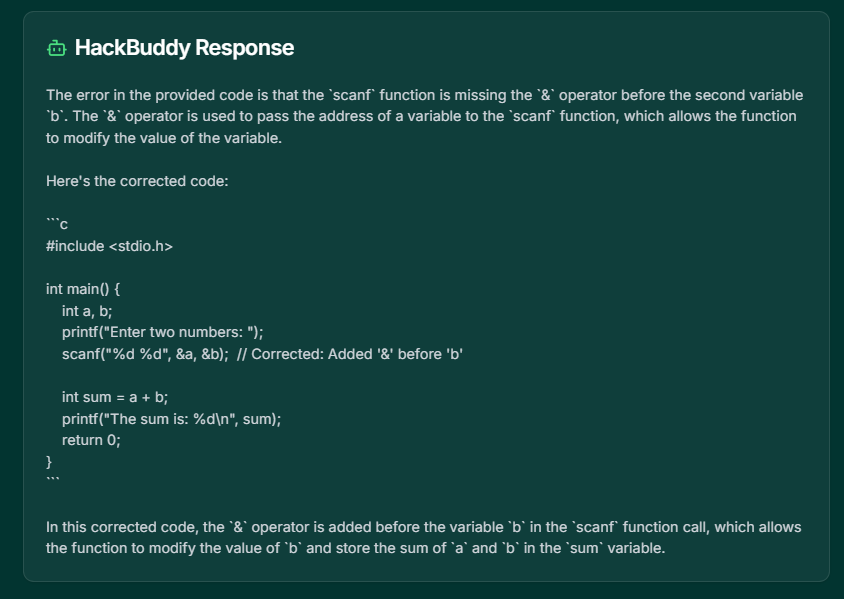 HackBuddy Response
The error in the provided code is that the `scanf` function is missing the `&` operator before the second variable
`b`. The `&` operator is used to pass the address of a variable to the `scanf` function, which allows the function
to modify the value of the variable.
Here's the corrected code:
```c
#include <stdio.h>
int main() {
    int a, b;
    printf("Enter two numbers: ");
    scanf("%d %d", &a, &b);  // Corrected: Added '&' before 'b'
    int sum = a + b;
    printf("The sum is: %d\n", sum);
    return 0;
}
```
In this corrected code, the `&` operator is added before the variable `b` in the `scanf` function call, which allows
the function to modify the value of `b` and store the sum of `a` and `b` in the `sum` variable.